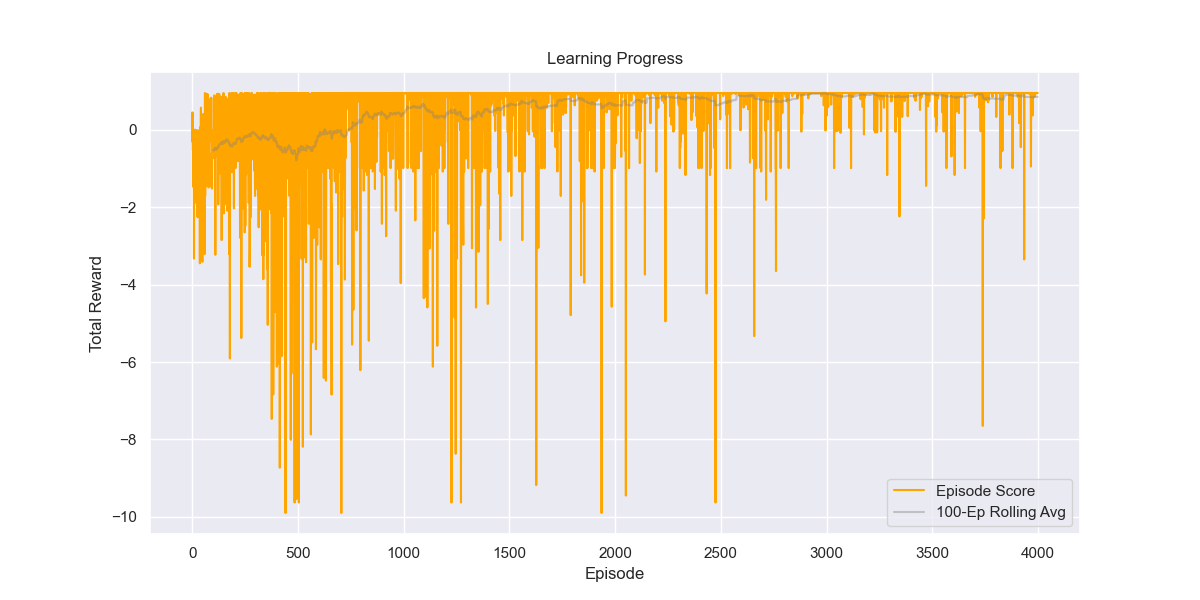 Learning Progress
Total Reward
0
−2
−4
−6
−8
−10
Episode Score
100-Ep Rolling Avg
0 500 1000 1500 2000 2500 3000 3500 4000
Episode